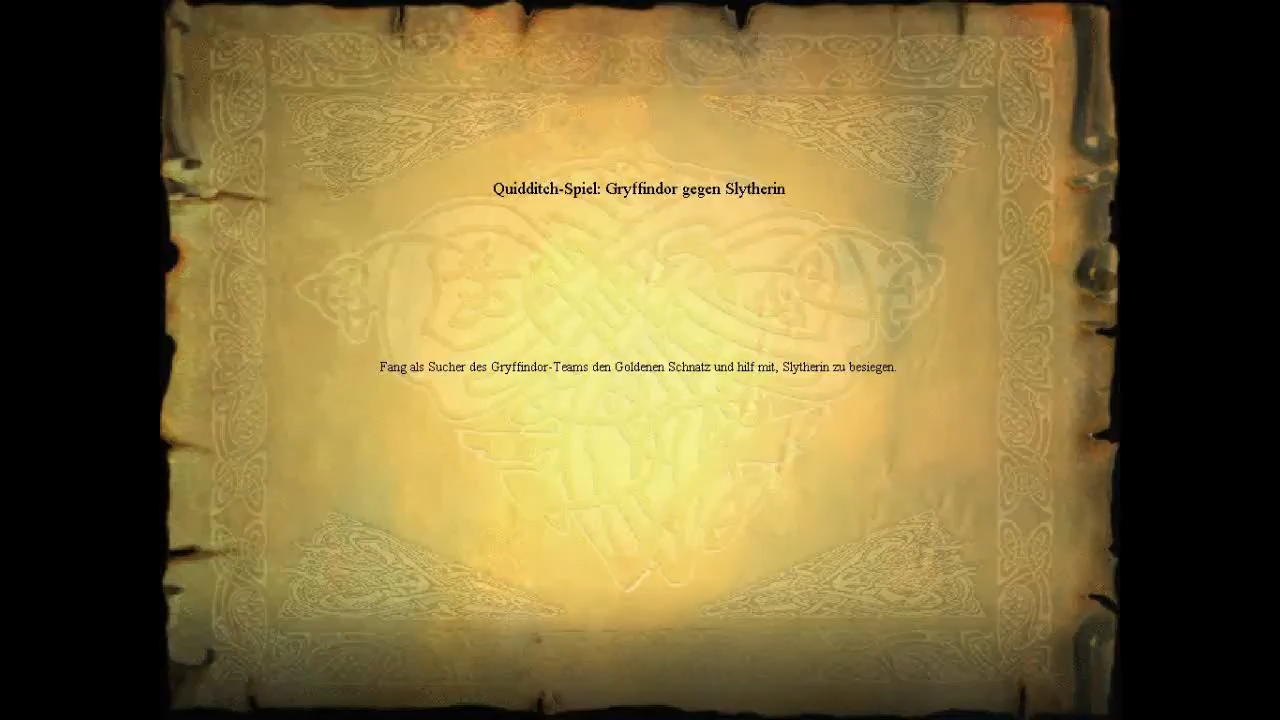 Quidditch-Spiel: Gryffindor gegen Slytherin
Fang als Sucher des Gryffindor-Teams den Goldenen Schnatz und hilf mit, Slytherin zu besiegen.